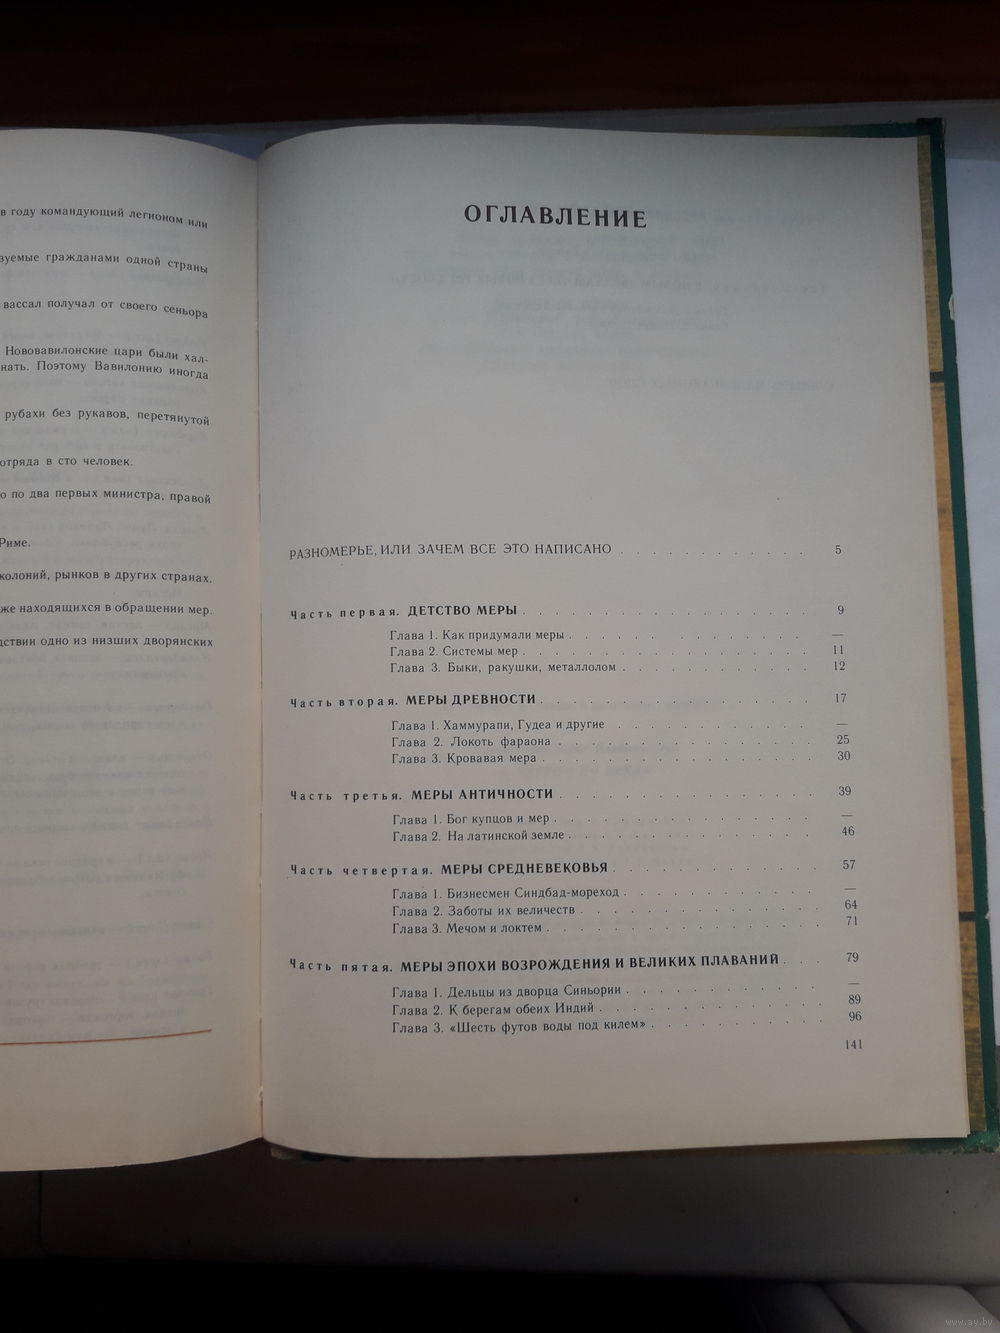 в году командующий легионом или
зуемые гражданами одной страны
вассал получал от своего сеньора
Нововавилонские цари были хал-
нать. Поэтому Вавилонию иногда
рубахи без рукавов, перетянутой
отряда в сто человек.
о по два первых министра, правой
Риме.
колоний, рынков в других странах.
же находящихся в обращении мер.
дствии одно из низших дворянских
ОГЛАВЛЕНИЕ
РАЗНОМЕРЬЕ, ИЛИ ЗАЧЕМ ВСЕ ЭТО НАПИСАНО . . . . . . . . . . . . 5
Часть первая. ДЕТСТВО МЕРЫ . . . . . . . . . . . . . . . . 9
Глава 1. Как придумали меры . . . . . . . . . . . . . —
Глава 2. Системы мер . . . . . . . . . . . . . . . 11
Глава 3. Быки, ракушки, металлолом . . . . . . . . . . . 12
Часть вторая. МЕРЫ ДРЕВНОСТИ . . . . . . . . . . . . . . . 17
Глава 1. Хаммурапи, Гудеа и другие . . . . . . . . . . . —
Глава 2. Локоть фараона . . . . . . . . . . . . . . 25
Глава 3. Кровавая мера . . . . . . . . . . . . . . 30
Часть третья. МЕРЫ АНТИЧНОСТИ . . . . . . . . . . . . . . 39
Глава 1. Бог купцов и мер . . . . . . . . . . . . . . —
Глава 2. На латинской земле . . . . . . . . . . . . . 46
Часть четвертая. МЕРЫ СРЕДНЕВЕКОВЬЯ . . . . . . . . . . . . 57
Глава 1. Бизнесмен Синдбад-мореход . . . . . . . . . . . —
Глава 2. Заботы их величеств . . . . . . . . . . . . . 64
Глава 3. Мечом и локтем . . . . . . . . . . . . . . 71
Часть пятая. МЕРЫ ЭПОХИ ВОЗРОЖДЕНИЯ И ВЕЛИКИХ ПЛАВАНИЙ . . . 79
Глава 1. Дельцы из дворца Синьории . . . . . . . . . . . —
Глава 2. К берегам обеих Индий . . . . . . . . . . . . 89
Глава 3. «Шесть футов воды под килем» . . . . . . . . . . 96
141
www.ay.by